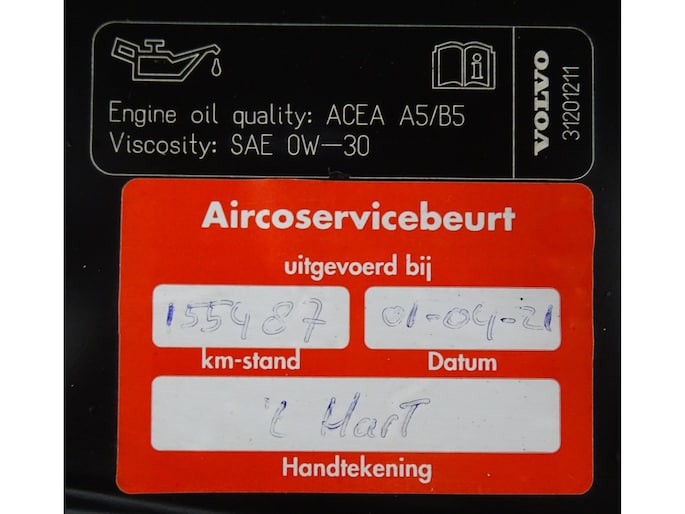 Engine oil quality: ACEA A5/B5
Viscosity: SAE 0W-30
VOLVO
31201211
Aircoservicebeurt
uitgevoerd bij
155487
01-04-21
km-stand
Datum
't HarT
Handtekening